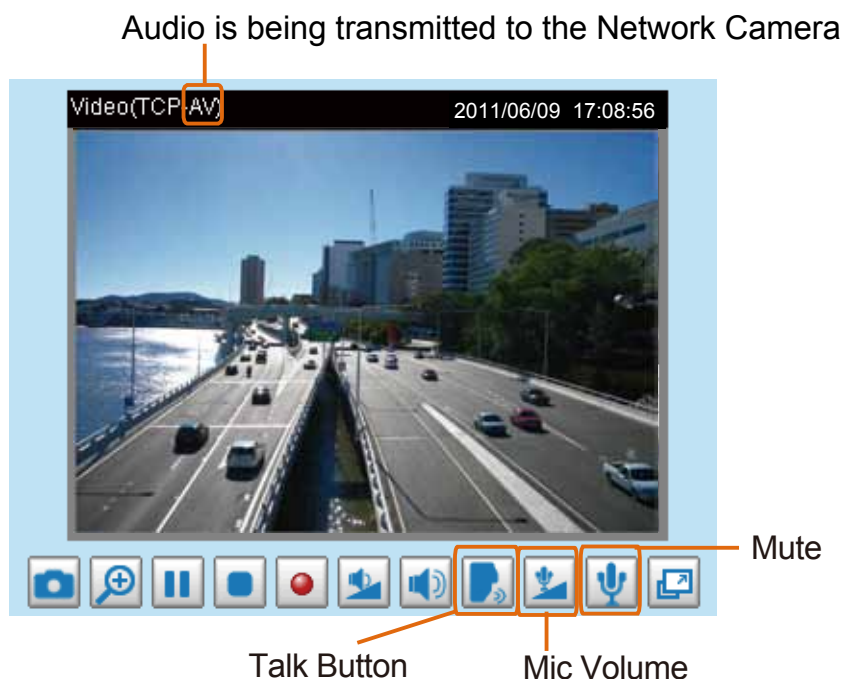 Audio is being transmitted to the Network Camera
Video(TCP-AV) 2011/06/09 17:08:56
Mute
Talk Button Mic Volume